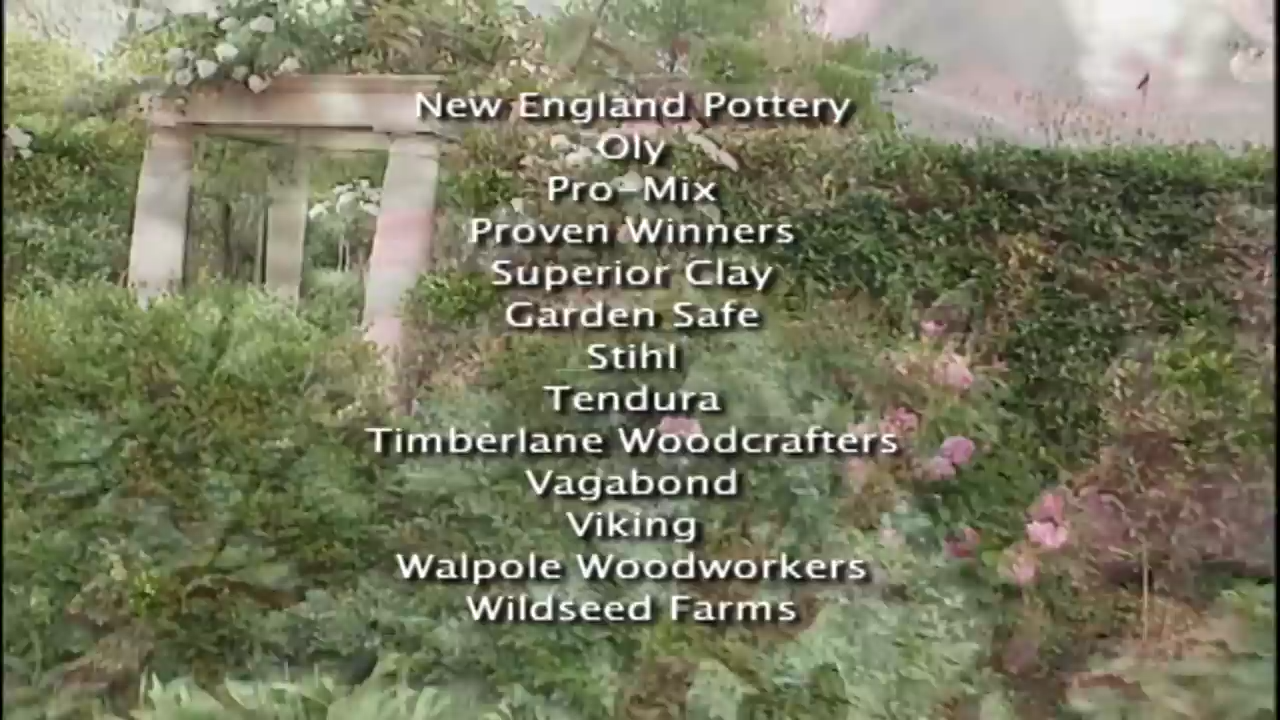 New England Pottery
Oly
Pro-Mix
Proven Winners
Superior Clay
Garden Safe
Stihl
Tendura
Timberlane Woodcrafters
Vagabond
Viking
Walpole Woodworkers
Wildseed Farms